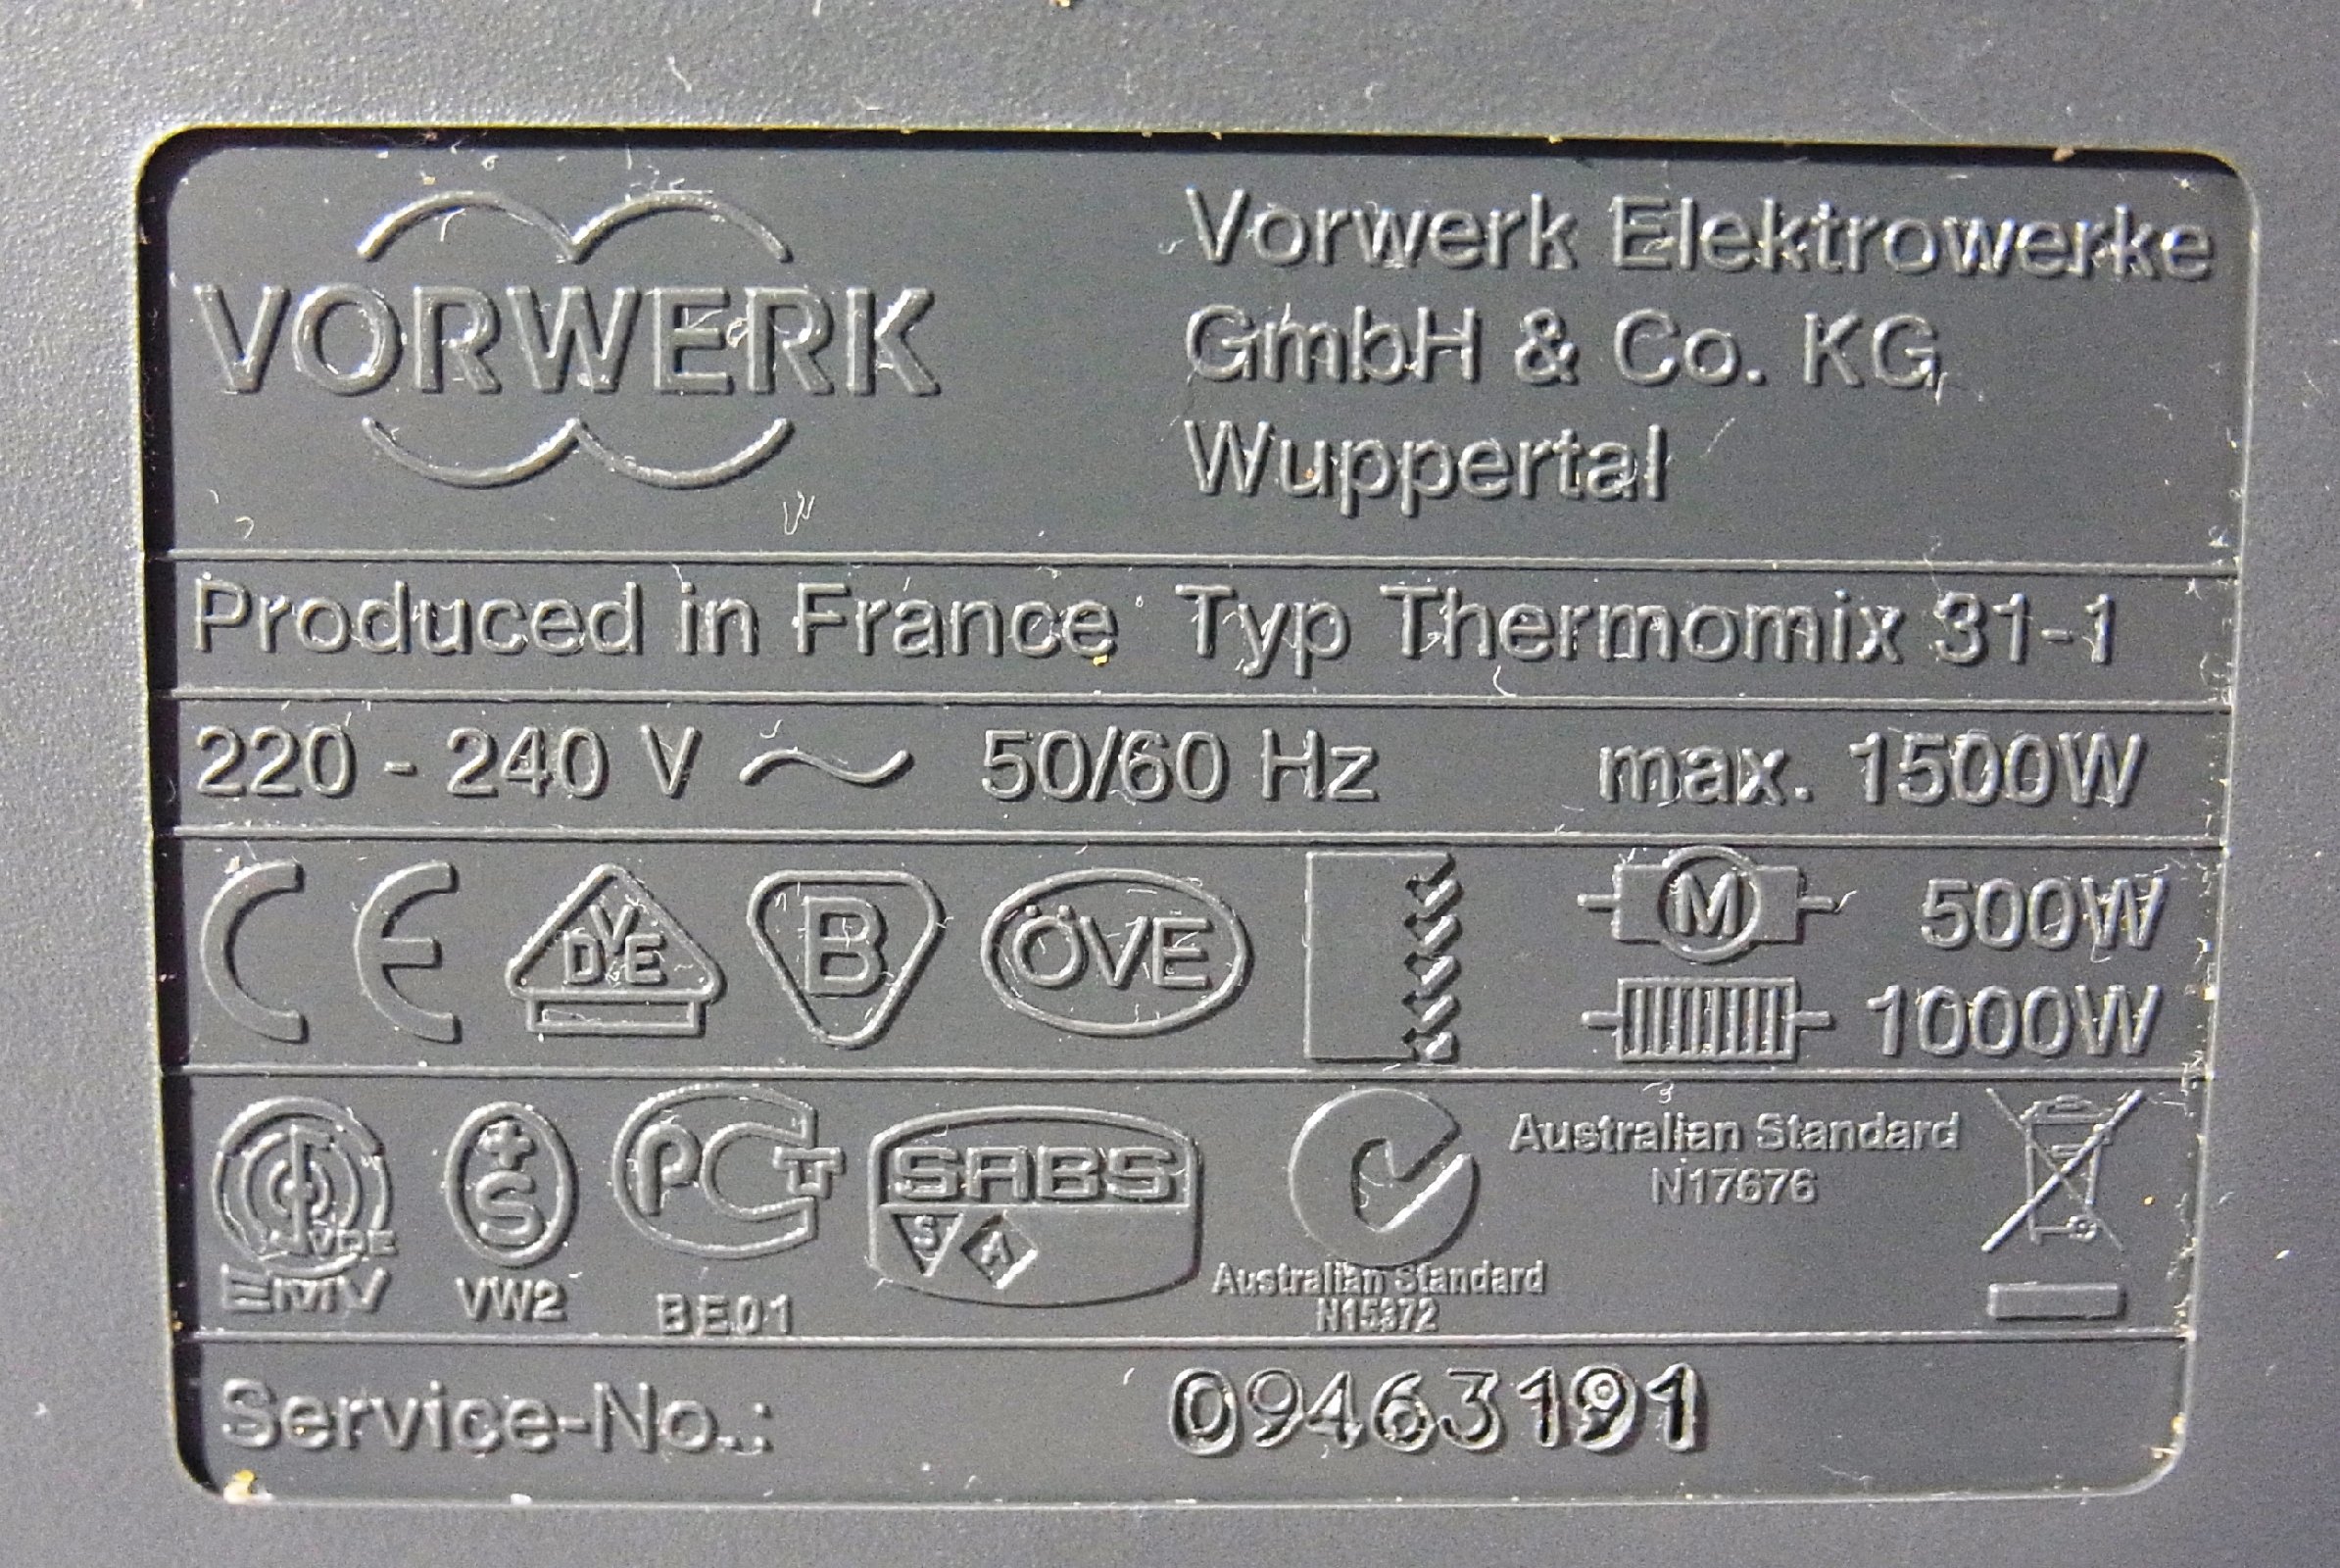 VORWERK
Vorwerk Elektrowerke
GmbH & Co. KG
Wuppertal
Produced in France Typ Thermomix 31-1
220 - 240 V ~ 50/60 Hz max. 1500W
CE VDE B ÖVE M 500W
1000W
VDE
EMV
+S
VW2
РСТ
BE01
SABS
S A
Australian Standard
N15372
Australian Standard
N17676
Service-No.: 09463191